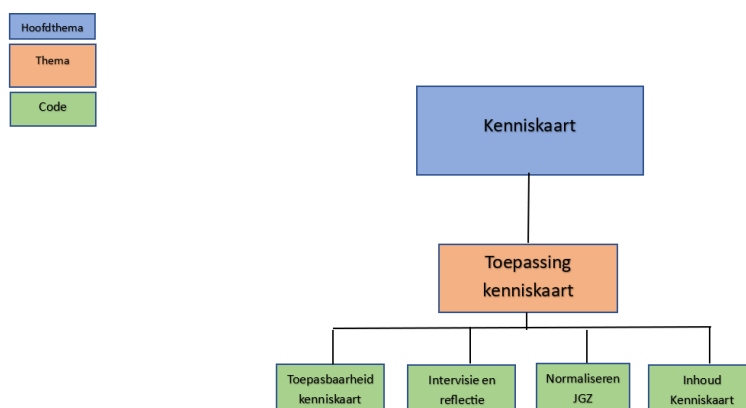 Hoofdthema
Thema
Code
Kenniskaart
Toepassing
kenniskaart
Toepasbaarheid
kenniskaart
Intervisie en
reflectie
Normaliseren
JGZ
Inhoud
Kenniskaart